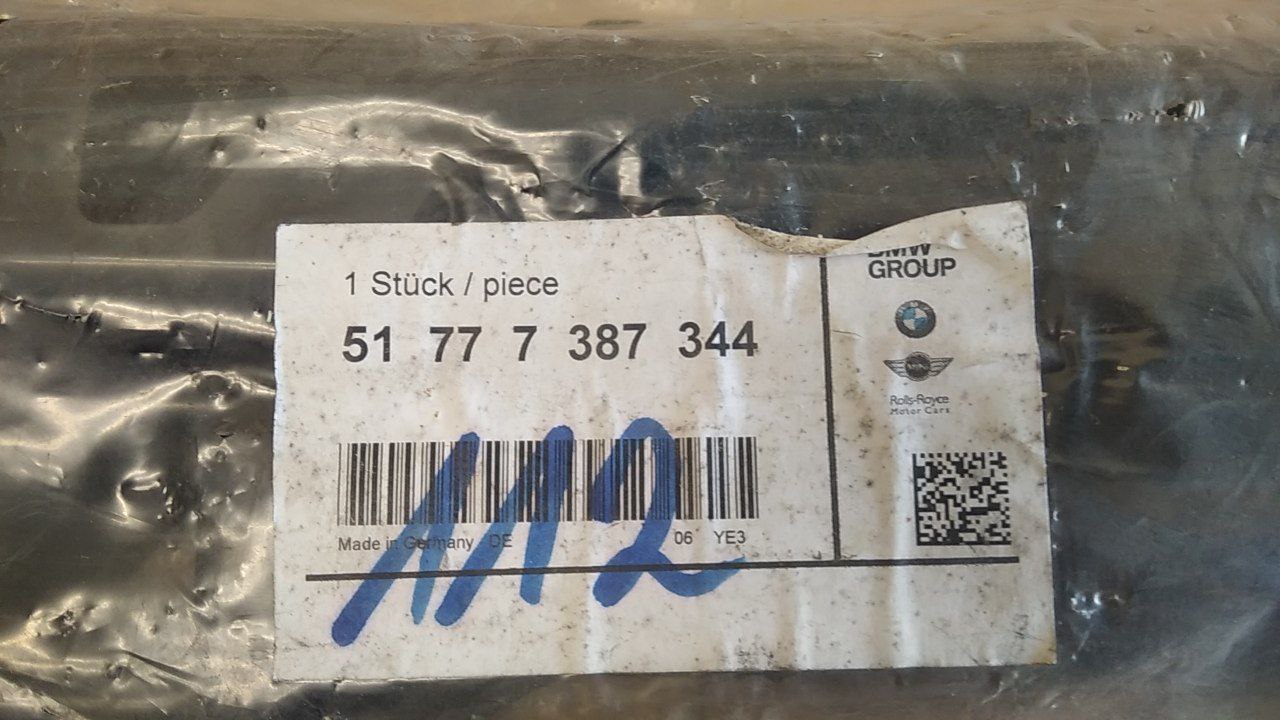 1 Stück / piece
51 77 7 387 344
Made in Germany DE 06 YE3
112
BMW
GROUP
Rolls-Royce
Motor Cars